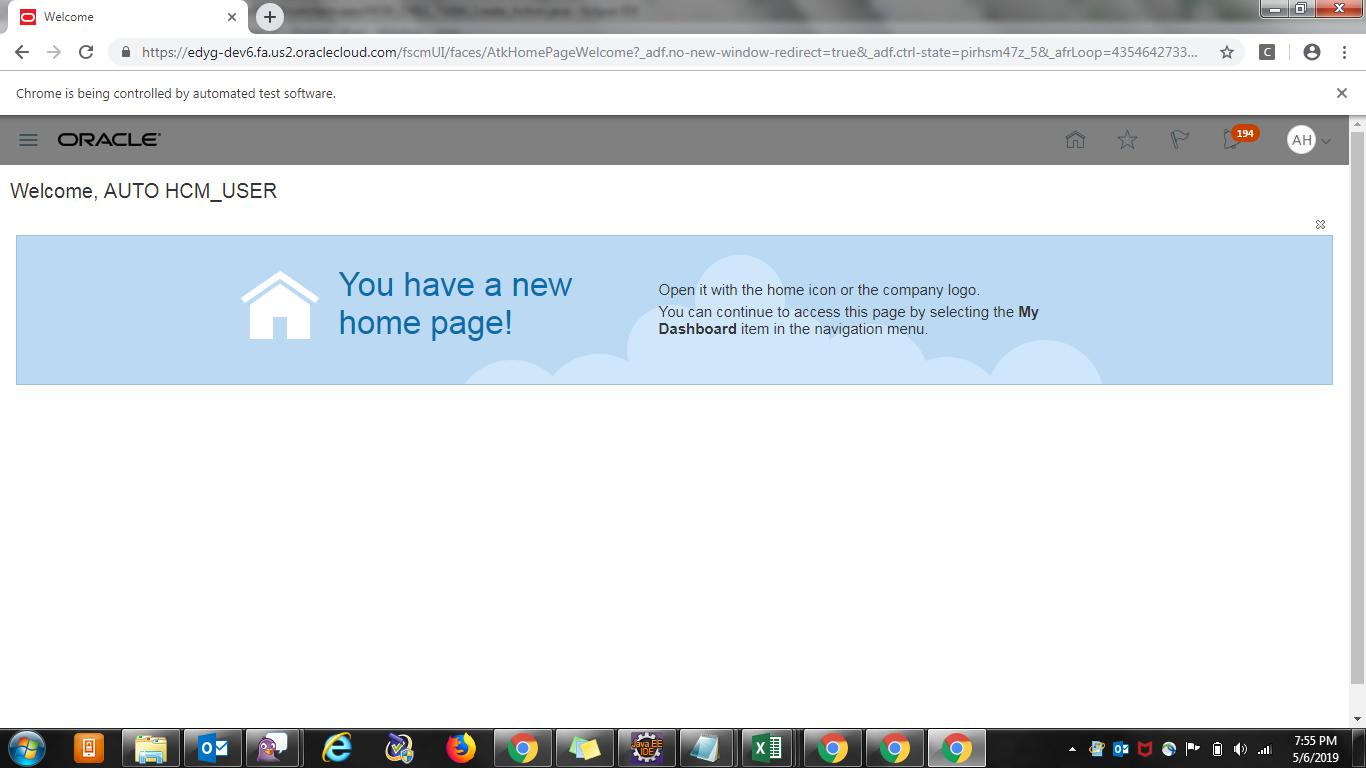 Welcome
https://edyg-dev6.fa.us2.oraclecloud.com/fscmUI/faces/AtkHomePageWelcome?_adf.no-new-window-redirect=true&_adf.ctrl-state=pirhsm47z_5&_afrLoop=4354642733...
C
Chrome is being controlled by automated test software.
ORACLE
194
AH
Welcome, AUTO HCM_USER
You have a new
home page!
Open it with the home icon or the company logo.
You can continue to access this page by selecting the My
Dashboard item in the navigation menu.
Java EE
IDE
7:55 PM
5/6/2019